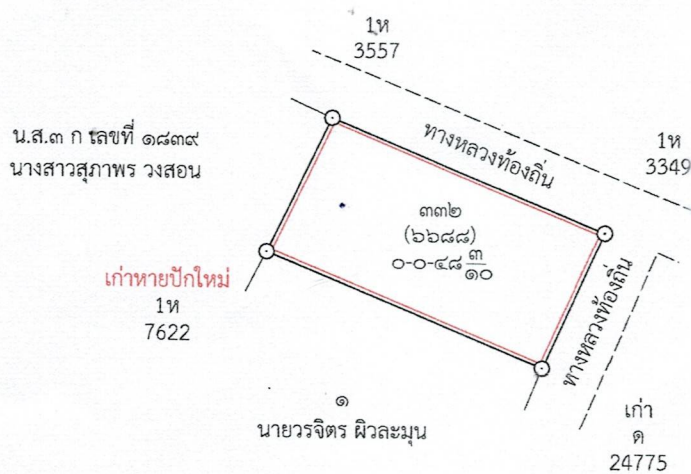 1ห
3557
น.ส.๓ ก เลขที่ ๑๘๓๙
นางสาวสุภาพร วงสอน
ทางหลวงท้องถิ่น
1ห
3349
๓๓๒
(๖๖๘๘)
๐-๐-๔๘ ๓/๑๐
เก่าหายปักใหม่
1ห
7622
ทางหลวงท้องถิ่น
๑
นายวรจิตร ผิวละมุน
เก่า
ด
24775